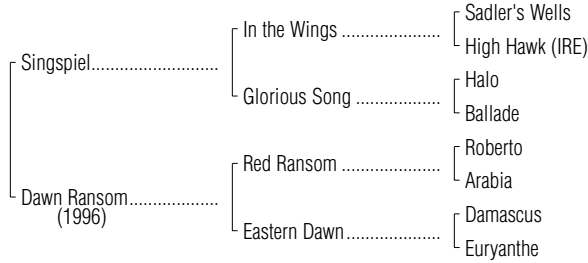 Sadler's Wells
In the Wings ..................
High Hawk (IRE)
Singspiel.......................
Halo
Glorious Song ................
Ballade
Roberto
Red Ransom ..................
Arabia
Dawn Ransom................
(1996)
Damascus
Eastern Dawn.................
Euryanthe